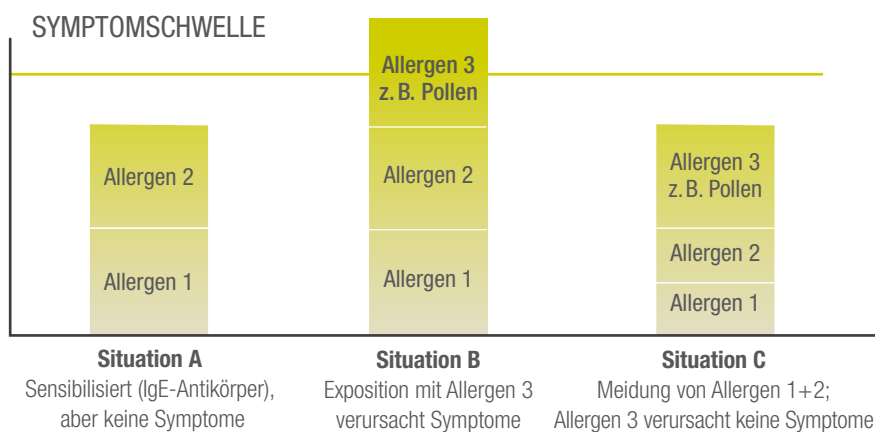 SYMPTOMSCHWELLE
Allergen 2
Allergen 1
Allergen 3
z. B. Pollen
Allergen 2
Allergen 1
Allergen 3
z. B. Pollen
Allergen 2
Allergen 1
Situation A
Sensibilisiert (IgE-Antikörper),
aber keine Symptome
Situation B
Exposition mit Allergen 3
verursacht Symptome
Situation C
Meidung von Allergen 1+2;
Allergen 3 verursacht keine Symptome